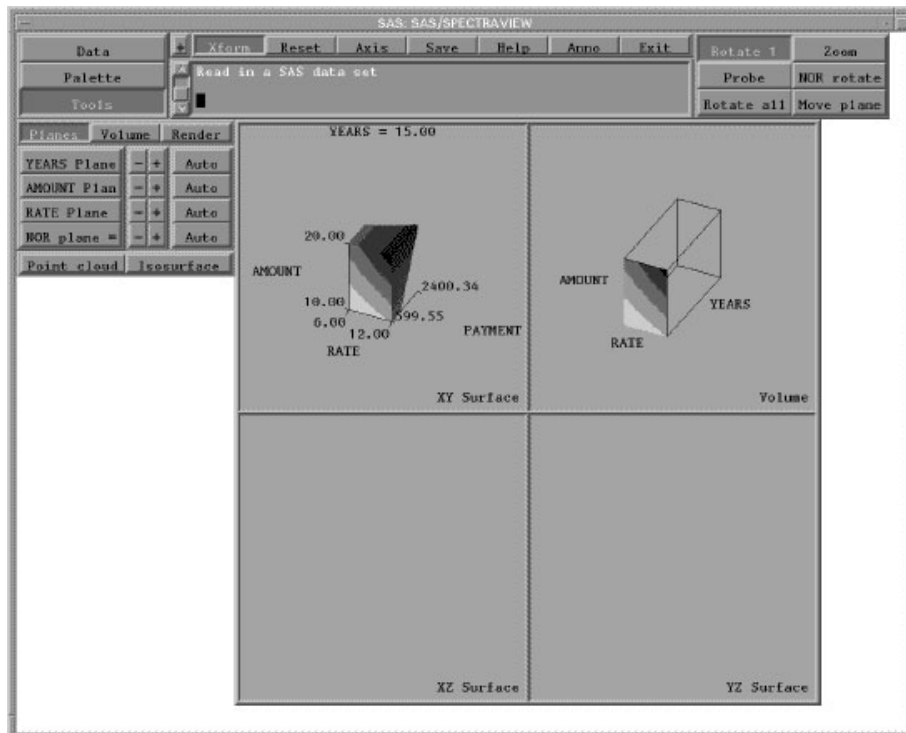 SAS: SAS/SPECTRAVIEW
Data + Xform Reset Axis Save Help Anno Exit Rotate 1 Zoom
Palette Read in a SAS data set Probe NOR rotate
Tools Rotate all Move plane
Planes Volume Render
YEARS Plane - + Auto
AMOUNT Plan - + Auto
RATE Plane - + Auto
NOR plane = - + Auto
Point cloud Isosurface
YEARS = 15.00
20.00
AMOUNT
10.00
6.00
12.00
RATE
2400.34
599.55
PAYMENT
XY Surface
AMOUNT
YEARS
RATE
Volume
XZ Surface
YZ Surface